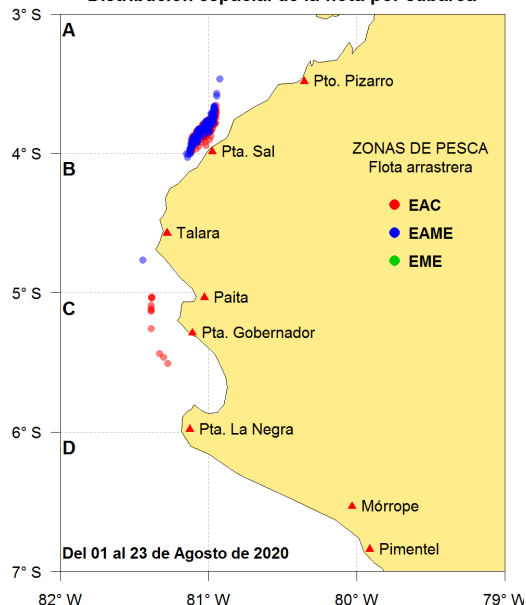 Distribución espacial de la flota por subárea
3° S
A
Pto. Pizarro
ZONAS DE PESCA
Flota arrastrera
Pta. Sal
4° S
B
EAC
EAME
EME
Talara
5° S
Paita
C
Pta. Gobernador
6° S
Pta. La Negra
D
Mórrope
Del 01 al 23 de Agosto de 2020
Pimentel
7° S
82° W
81° W
80° W
79° W